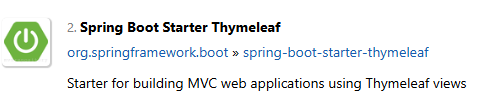 2. Spring Boot Starter Thymeleaf
org.springframework.boot » spring-boot-starter-thymeleaf
Starter for building MVC web applications using Thymeleaf views